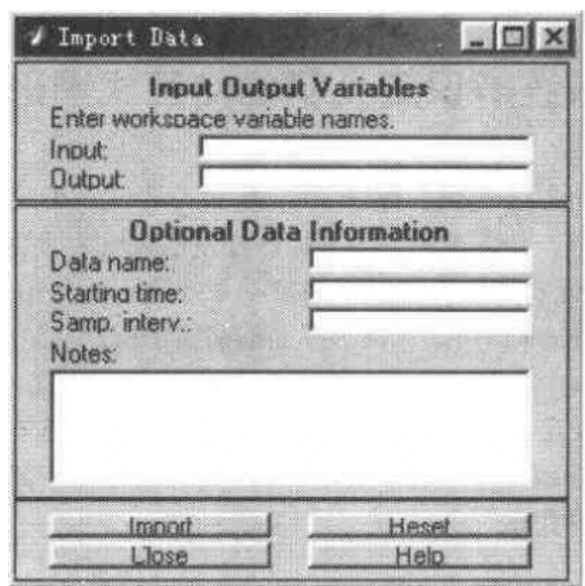 Import Data
Input Output Variables
Enter workspace variable names.
Input:
Output:
Optional Data Information
Data name:
Starting time:
Samp. interv.:
Notes:
Import Reset
Close Help